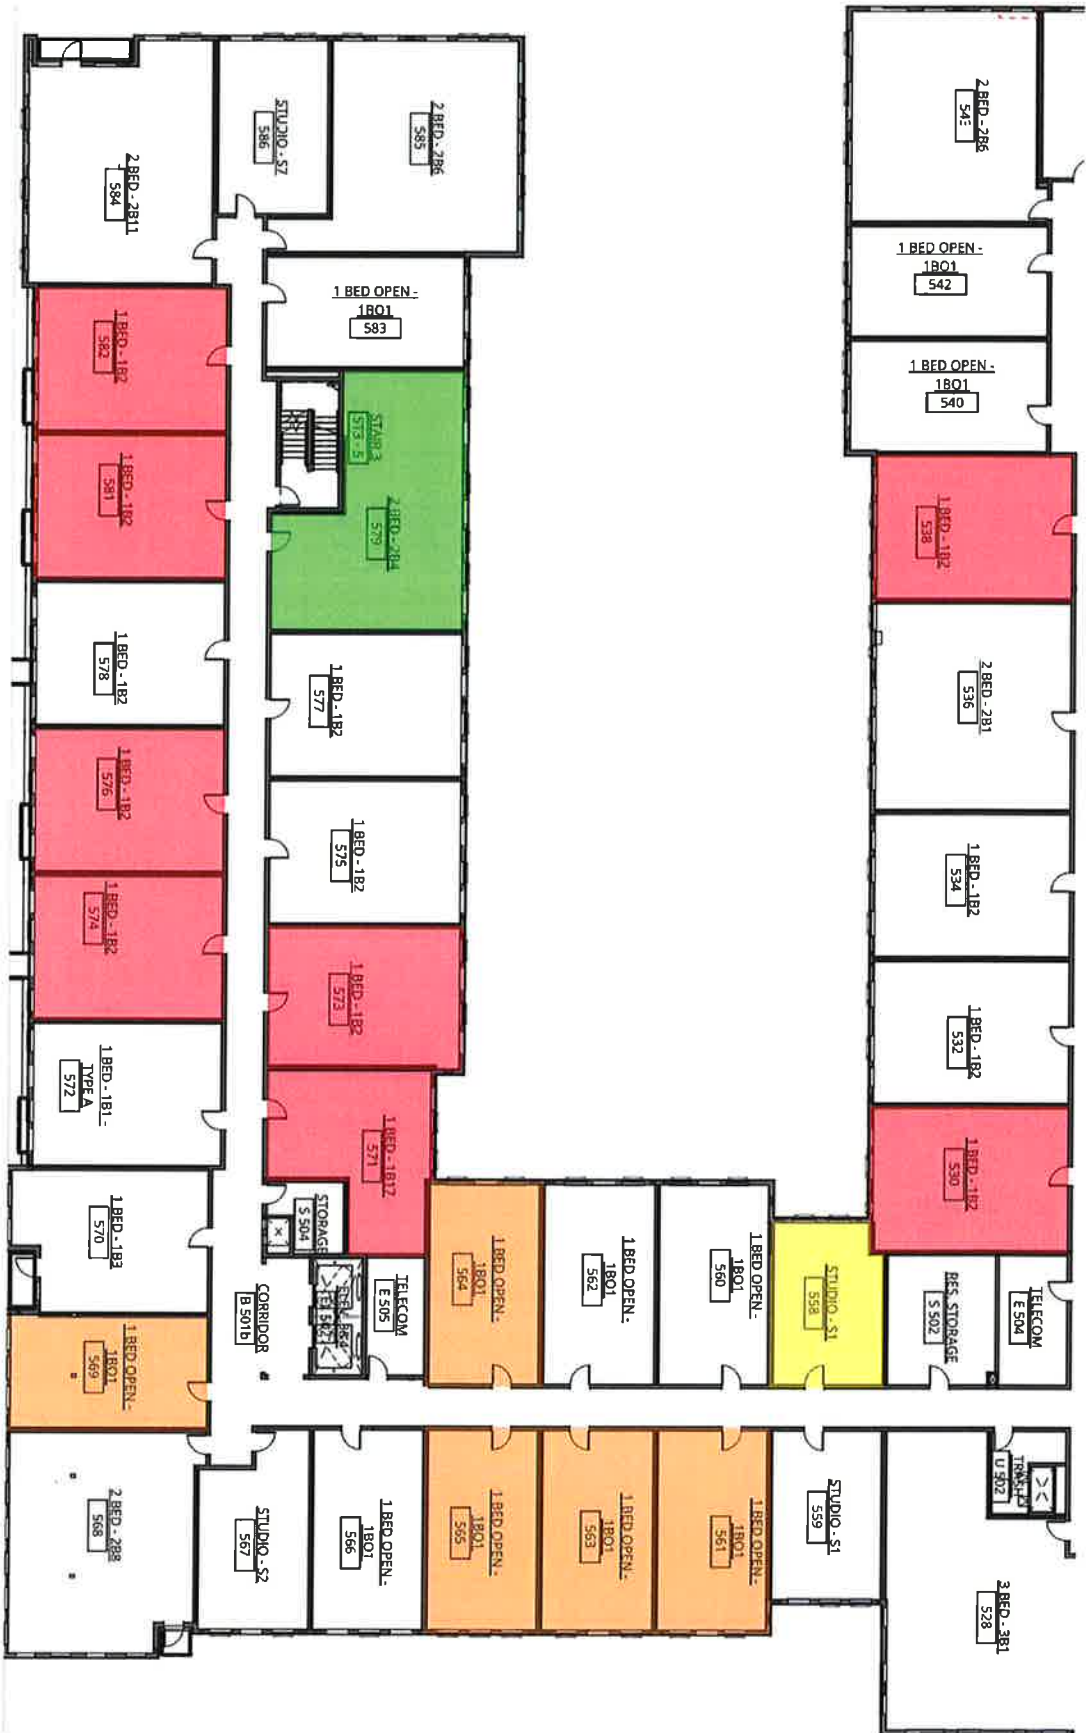 2 BED - 2B6
543
2 BED - 2B6
585
STUDIO - S7
586
2 BED - 2B11
584
1 BED OPEN -
1BO1
542
1 BED OPEN -
1BO1
583
1 BED - 1B2
582
1 BED OPEN -
1BO1
540
STAIR 3
ST3 - 5
1 BED - 1B2
581
2 BED - 2B4
579
1 BED - 1B2
538
1 BED - 1B2
578
1 BED - 1B2
577
2 BED - 2B1
536
1 BED - 1B2
576
1 BED - 1B2
575
1 BED - 1B2
534
1 BED - 1B2
574
1 BED - 1B2
573
1 BED - 1B2
532
1 BED - 1B1 -
TYPE A
572
1 BED - 1B17
571
1 BED - 1B2
530
1 BED - 1B3
570
STORAGE
S 504
CORRIDOR
B 501b
TELECOM
E 505
1 BED OPEN -
1BO1
564
1 BED OPEN -
1BO1
562
1 BED OPEN -
1BO1
560
STUDIO - S1
558
RES. STORAGE
S 502
TELECOM
E 504
1 BED OPEN -
1BO1
569
2 BED - 2B8
568
STUDIO - S2
567
1 BED OPEN -
1BO1
566
1 BED OPEN -
1BO1
565
1 BED OPEN -
1BO1
563
1 BED OPEN -
1BO1
561
STUDIO - S1
559
TRASH
U 502
3 BED - 3B1
528